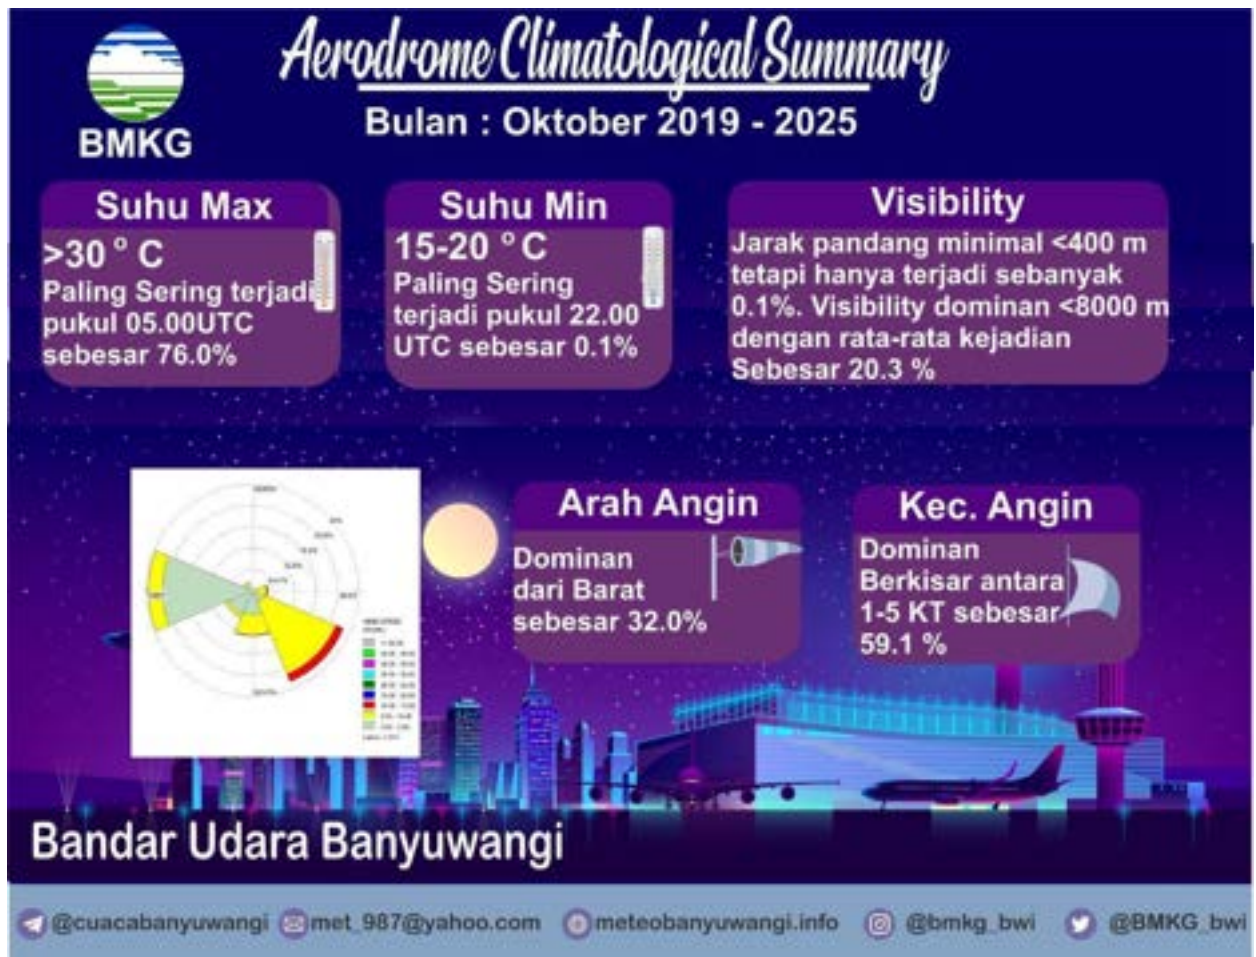 Aerodrome Climatological Summary
Bulan : Oktober 2019 - 2025
BMKG
Suhu Max
>30 ° C
Paling Sering terjadi
pukul 05.00UTC
sebesar 76.0%
Suhu Min
15-20 ° C
Paling Sering
terjadi pukul 22.00
UTC sebesar 0.1%
Visibility
Jarak pandang minimal <400 m
tetapi hanya terjadi sebanyak
0.1%. Visibility dominan <8000 m
dengan rata-rata kejadian
Sebesar 20.3 %
Arah Angin
Dominan
dari Barat
sebesar 32.0%
Kec. Angin
Dominan
Berkisar antara
1-5 KT sebesar
59.1 %
Bandar Udara Banyuwangi
@cuacabanyuwangi met_987@yahoo.com meteobanyuwangi.info @bmkg_bwi @BMKG_bwi